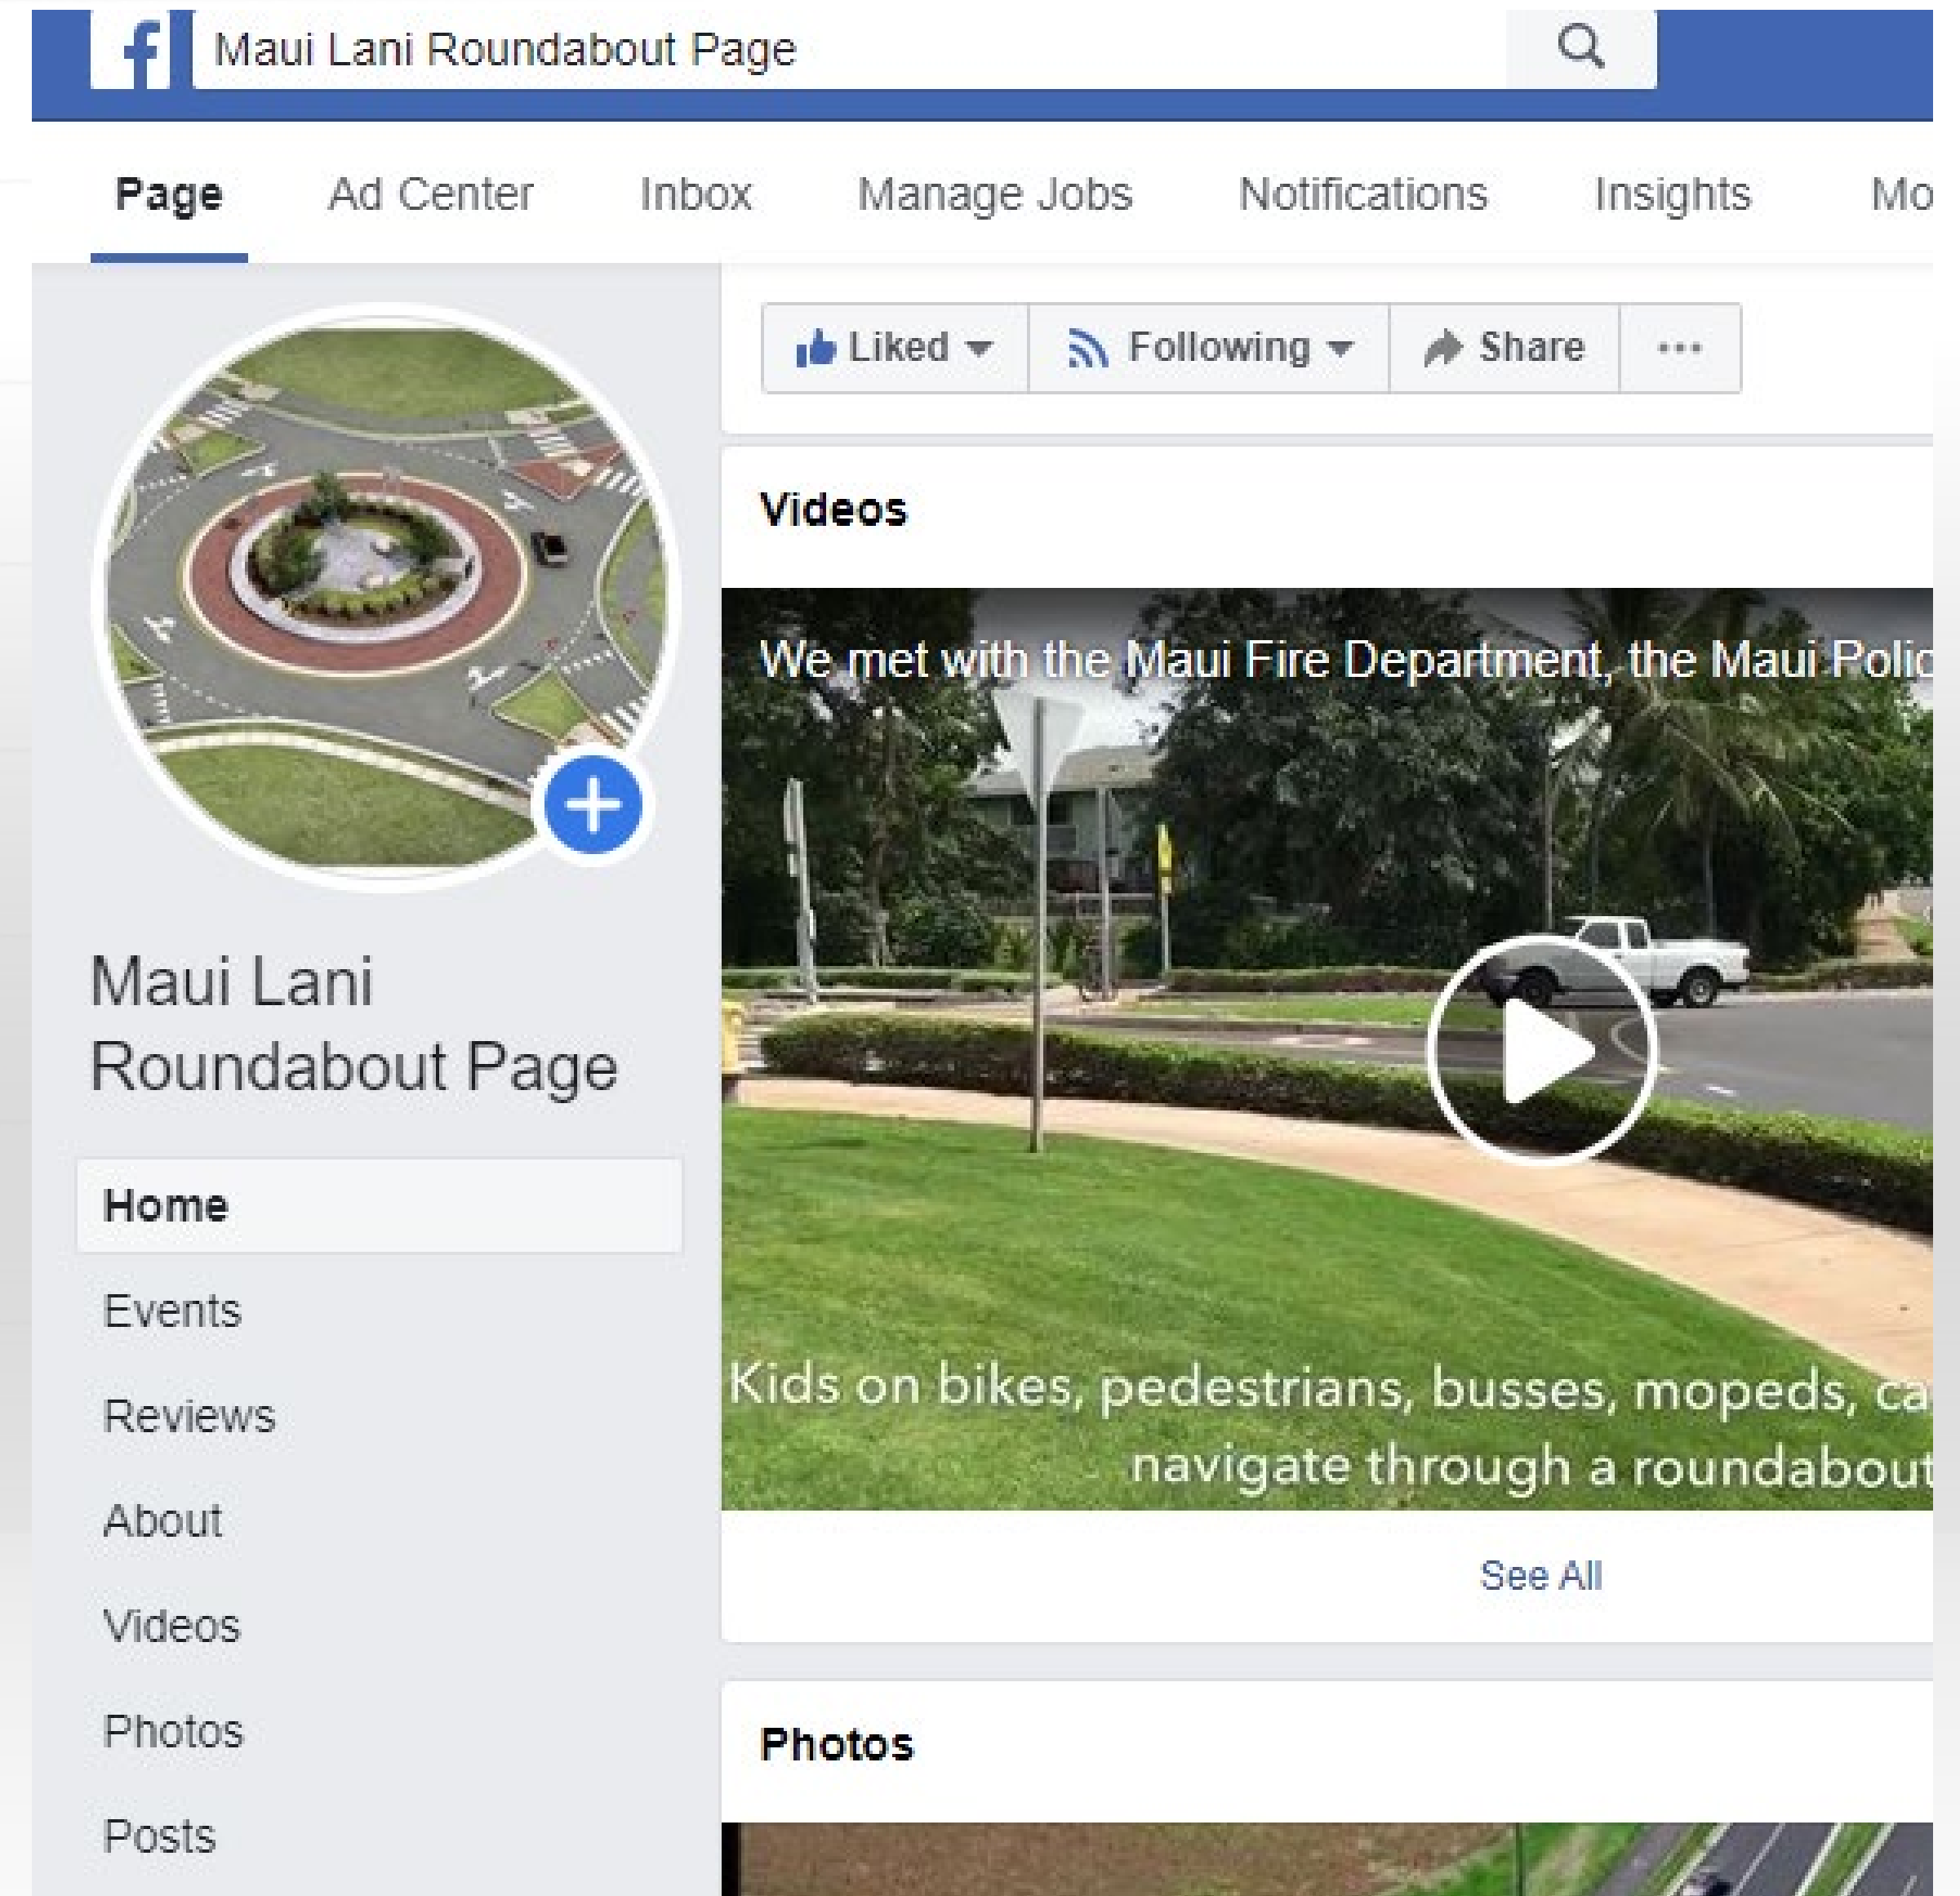 f Maui Lani Roundabout Page
Page Ad Center Inbox Manage Jobs Notifications Insights
Liked Following Share
Videos
We met with the Maui Fire Department, the Maui
Kids on bikes, pedestrians, busses, mopeds,
navigate through a roundabout
See All
Photos
Maui Lani
Roundabout Page
Home
Events
Reviews
About
Videos
Photos
Posts